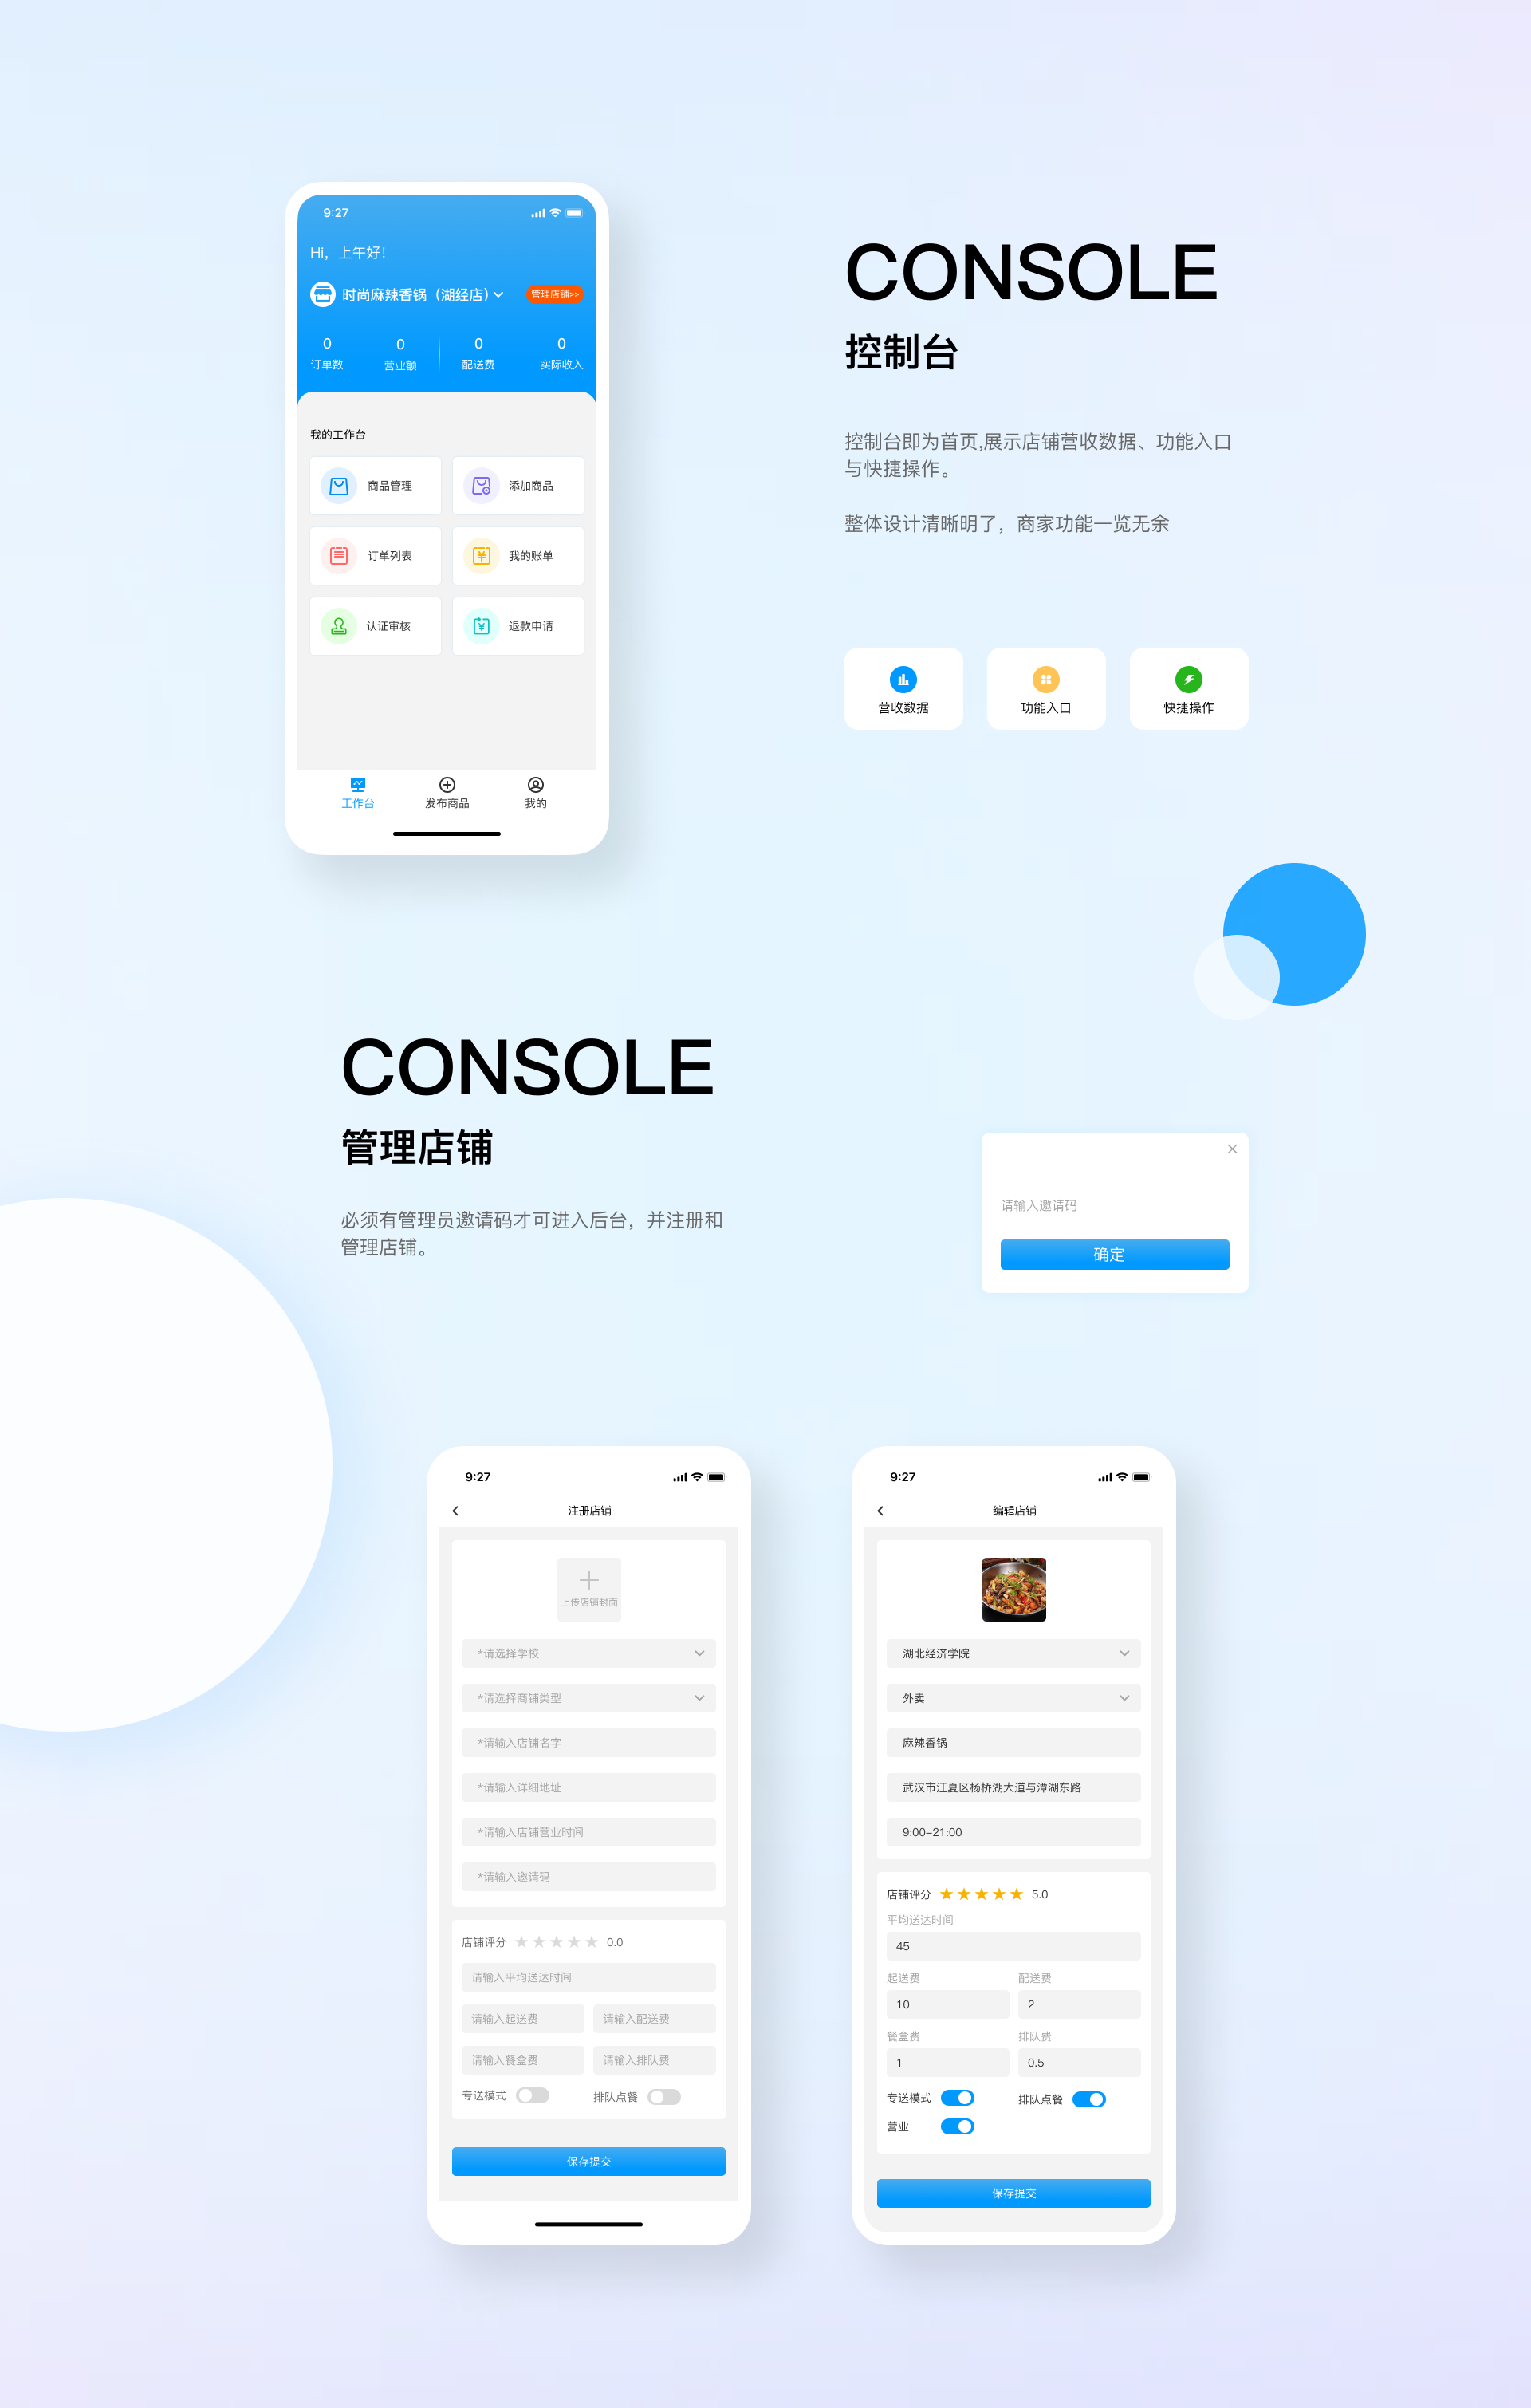 9:27
Hi，上午好！
时尚麻辣香锅（湖经店）
管理店铺>>
0 0 0 0
订单数 营业额 配送费 实际收入
我的工作台
商品管理 添加商品
订单列表 我的账单
认证审核 退款申请
工作台 发布商品 我的
CONSOLE
控制台
控制台即为首页,展示店铺营收数据、功能入口
与快捷操作。
整体设计清晰明了，商家功能一览无余
营收数据 功能入口 快捷操作
CONSOLE
管理店铺
必须有管理员邀请码才可进入后台，并注册和
管理店铺。
请输入邀请码
确定
9:27
注册店铺
上传店铺封面
*请选择学校
*请选择商铺类型
*请输入店铺名字
*请输入详细地址
*请输入店铺营业时间
*请输入邀请码
店铺评分 0.0
请输入平均送达时间
请输入起送费 请输入配送费
请输入餐盒费 请输入排队费
专送模式 排队点餐
保存提交
9:27
编辑店铺
湖北经济学院
外卖
麻辣香锅
武汉市江夏区杨桥湖大道与潭湖东路
9:00-21:00
店铺评分 5.0
平均送达时间
45
起送费 配送费
10 2
餐盒费 排队费
1 0.5
专送模式 排队点餐
营业
保存提交